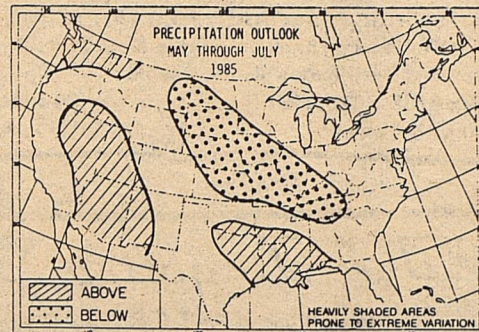 PRECIPITATION OUTLOOK
MAY THROUGH JULY
1985
ABOVE
BELOW
HEAVILY SHADED AREAS
PRONE TO EXTREME VARIATION